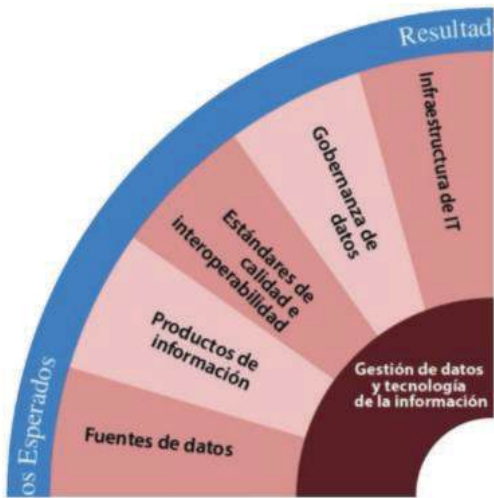 Resultad
Infraestructura de IT
Gobernanza de
datos
Estándares de
calidad e
interoperabilidad
Productos de
información
Fuentes de datos
Gestión de datos
y tecnología
de la información
os Esperados